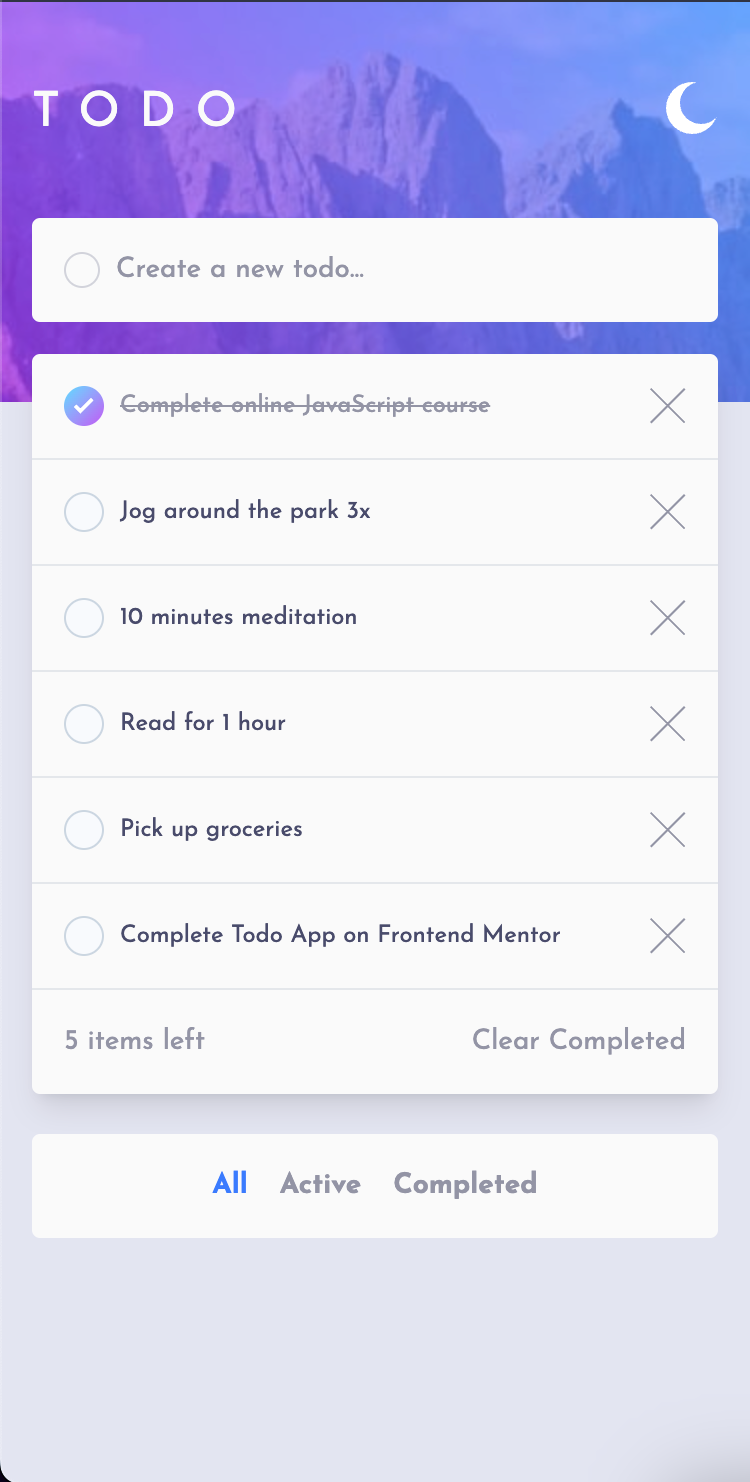 TODO
Create a new todo...
Complete online JavaScript course
Jog around the park 3x
10 minutes meditation
Read for 1 hour
Pick up groceries
Complete Todo App on Frontend Mentor
5 items left Clear Completed
All Active Completed